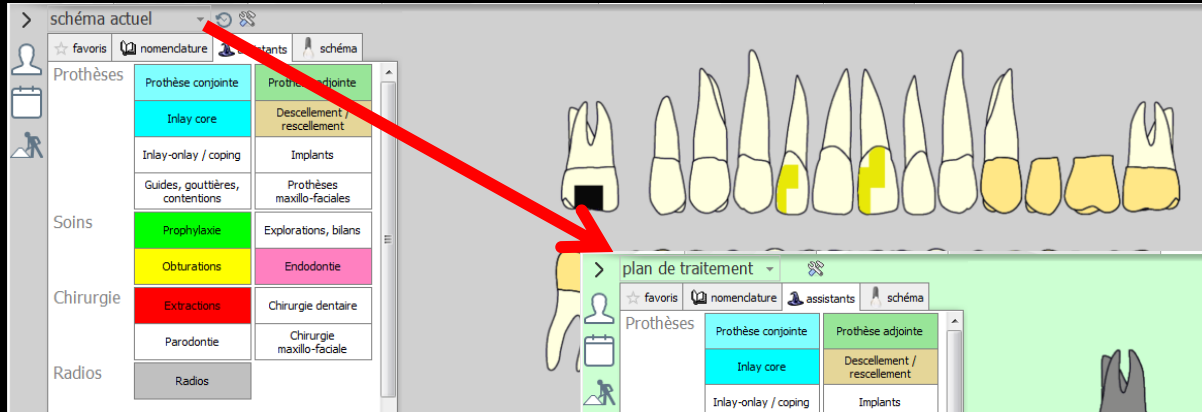 schéma actuel
favoris nomenclature assistants schéma
Prothèses
Prothèse conjointe Prothèse adjointe
Inlay core Descellement /
rescellement
Inlay-onlay / coping Implants
Guides, gouttières,
contentions
Prothèses
maxillo-faciales
Soins
Prophylaxie Explorations, bilans
Obturations Endodontie
Chirurgie
Extractions Chirurgie dentaire
Parodontie Chirurgie
maxillo-faciale
Radios
Radios
plan de traitement
favoris nomenclature assistants schéma
Prothèses
Prothèse conjointe Prothèse adjointe
Inlay core Descellement /
rescellement
Inlay-onlay / coping Implants